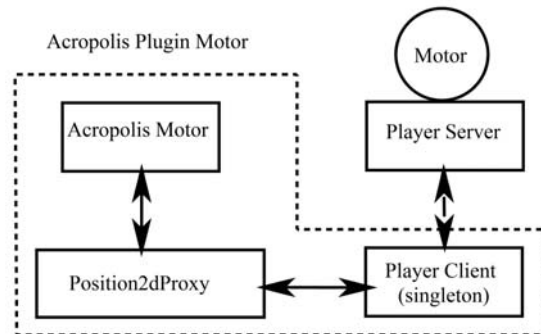 Acropolis Plugin Motor
Motor
Acropolis Motor
Player Server
Position2dProxy
Player Client
(singleton)